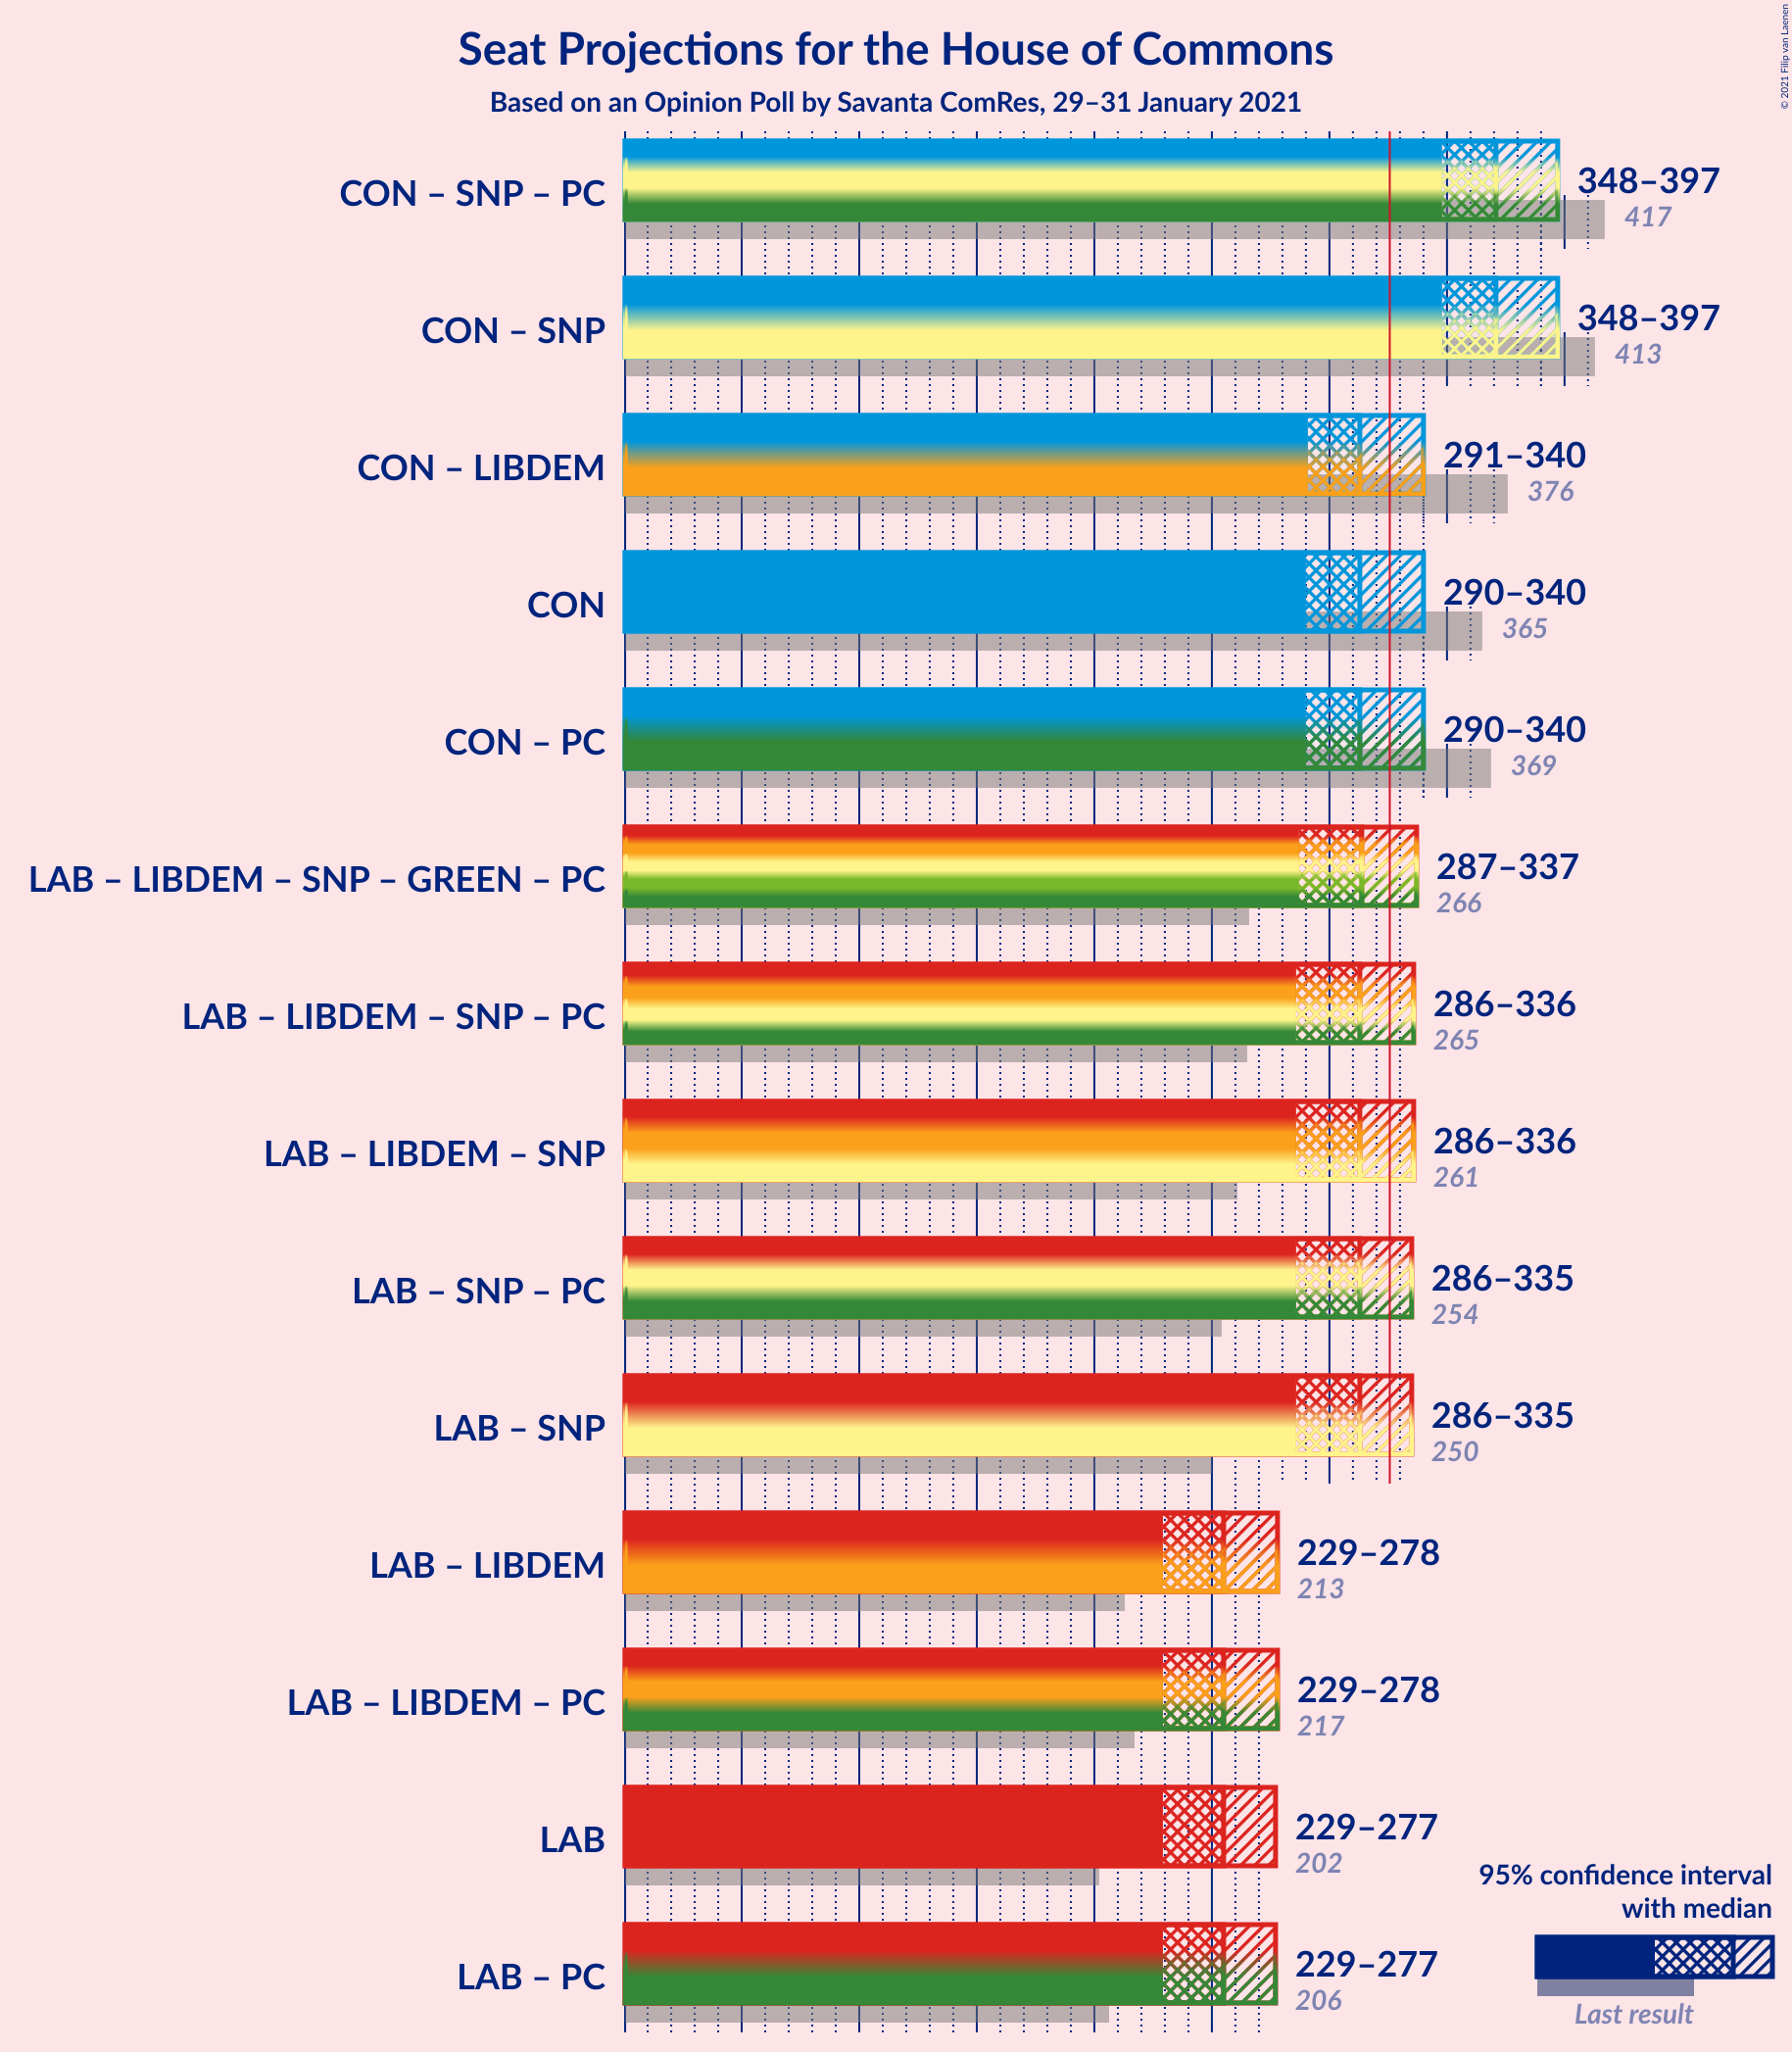 Seat Projections for the House of Commons
Based on an Opinion Poll by Savanta ComRes, 29–31 January 2021
© 2021 Filip van Laenen
CON – SNP – PC
348–397
417
CON – SNP
348–397
413
CON – LIBDEM
291–340
376
CON
290–340
365
CON – PC
290–340
369
LAB – LIBDEM – SNP – GREEN – PC
287–337
266
LAB – LIBDEM – SNP – PC
286–336
265
LAB – LIBDEM – SNP
286–336
261
LAB – SNP – PC
286–335
254
LAB – SNP
286–335
250
LAB – LIBDEM
229–278
213
LAB – LIBDEM – PC
229–278
217
LAB
229–277
202
LAB – PC
229–277
206
95% confidence interval
with median
Last result